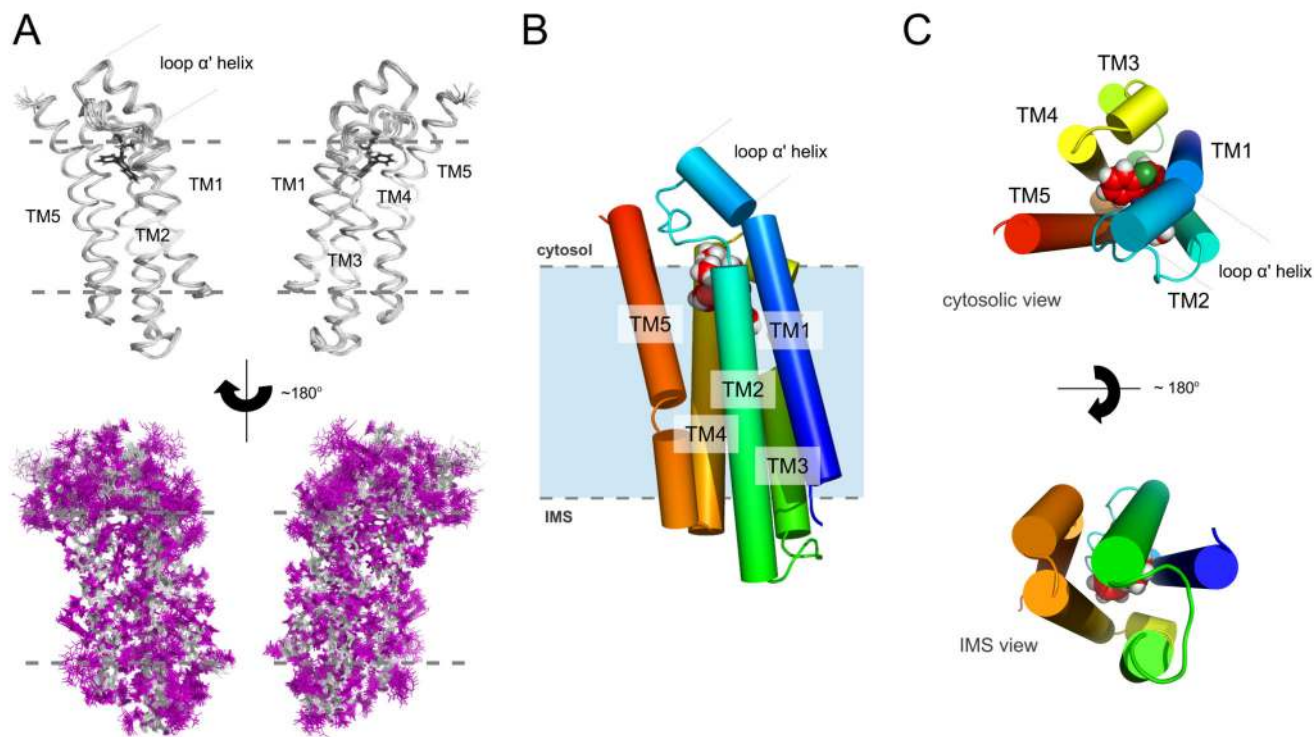 A
loop α' helix
TM1
TM5
TM2
TM1
TM5
TM4
TM3
~180°
B
loop α' helix
cytosol
TM5
TM1
TM2
TM4
TM3
IMS
C
TM3
TM4
TM1
TM5
loop α' helix
cytosolic view
TM2
~ 180°
IMS view